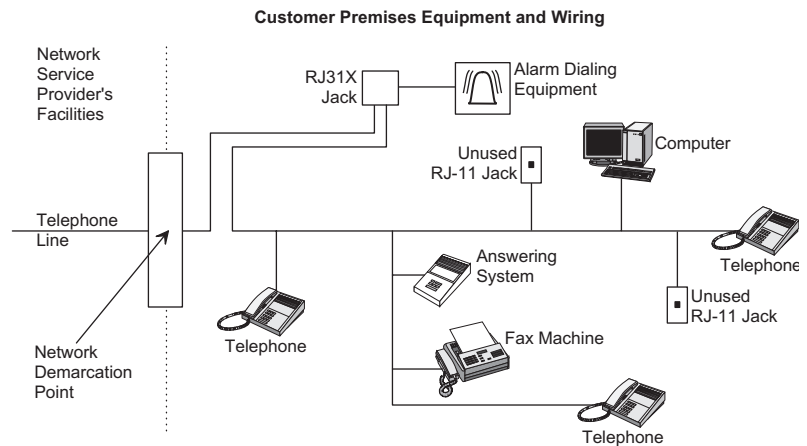 Customer Premises Equipment and Wiring
Network
Service
Provider's
Facilities
RJ31X
Jack
Alarm Dialing
Equipment
Unused
RJ-11 Jack
Computer
Telephone
Line
Answering
System
Telephone
Unused
RJ-11 Jack
Telephone
Fax Machine
Network
Demarcation
Point
Telephone